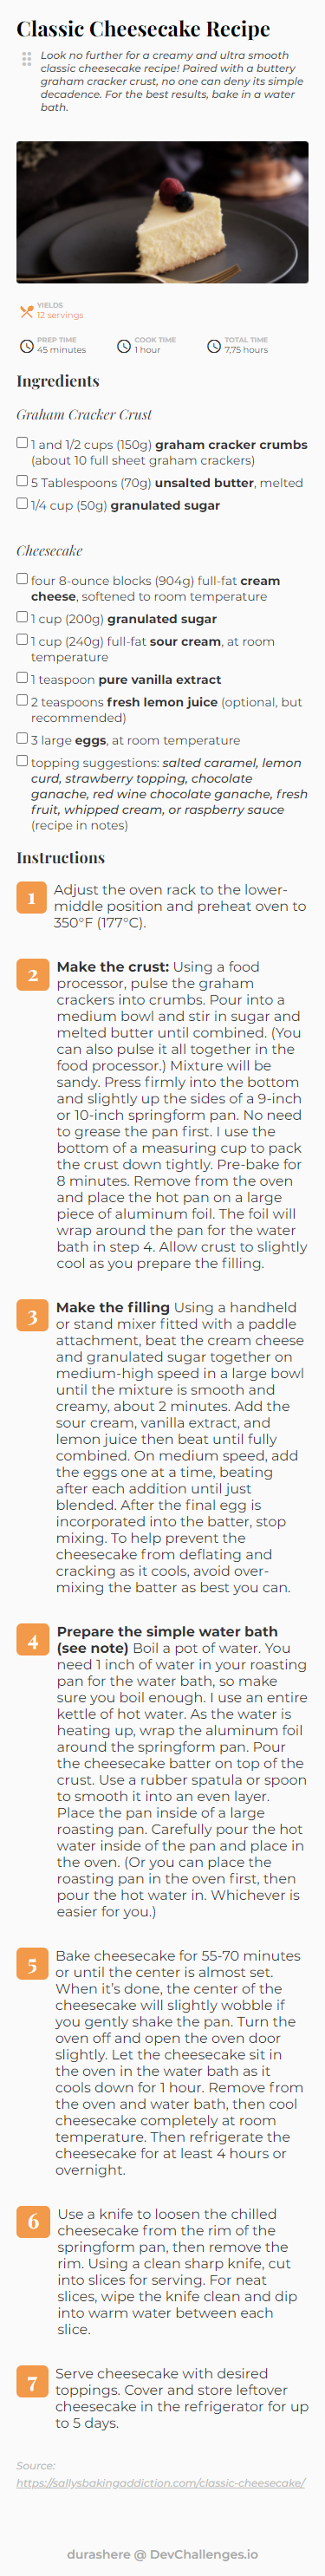 Classic Cheesecake Recipe
Look no further for a creamy and ultra smooth
classic cheesecake recipe! Paired with a buttery
graham cracker crust, no one can deny its simple
decadence. For the best results, bake in a water
bath.
YIELDS
12 servings
PREP TIME
45 minutes
COOK TIME
1 hour
TOTAL TIME
7,75 hours
Ingredients
Graham Cracker Crust
1 and 1/2 cups (150g) graham cracker crumbs
(about 10 full sheet graham crackers)
5 Tablespoons (70g) unsalted butter, melted
1/4 cup (50g) granulated sugar
Cheesecake
four 8-ounce blocks (904g) full-fat cream
cheese, softened to room temperature
1 cup (200g) granulated sugar
1 cup (240g) full-fat sour cream, at room
temperature
1 teaspoon pure vanilla extract
2 teaspoons fresh lemon juice (optional, but
recommended)
3 large eggs, at room temperature
topping suggestions: salted caramel, lemon
curd, strawberry topping, chocolate
ganache, red wine chocolate ganache, fresh
fruit, whipped cream, or raspberry sauce
(recipe in notes)
Instructions
1
Adjust the oven rack to the lower-
middle position and preheat oven to
350°F (177°C).
2
Make the crust: Using a food
processor, pulse the graham
crackers into crumbs. Pour into a
medium bowl and stir in sugar and
melted butter until combined. (You
can also pulse it all together in the
food processor.) Mixture will be
sandy. Press firmly into the bottom
and slightly up the sides of a 9-inch
or 10-inch springform pan. No need
to grease the pan first. I use the
bottom of a measuring cup to pack
the crust down tightly. Pre-bake for
8 minutes. Remove from the oven
and place the hot pan on a large
piece of aluminum foil. The foil will
wrap around the pan for the water
bath in step 4. Allow crust to slightly
cool as you prepare the filling.
3
Make the filling Using a handheld
or stand mixer fitted with a paddle
attachment, beat the cream cheese
and granulated sugar together on
medium-high speed in a large bowl
until the mixture is smooth and
creamy, about 2 minutes. Add the
sour cream, vanilla extract, and
lemon juice then beat until fully
combined. On medium speed, add
the eggs one at a time, beating
after each addition until just
blended. After the final egg is
incorporated into the batter, stop
mixing. To help prevent the
cheesecake from deflating and
cracking as it cools, avoid over-
mixing the batter as best you can.
4
Prepare the simple water bath
(see note) Boil a pot of water. You
need 1 inch of water in your roasting
pan for the water bath, so make
sure you boil enough. I use an entire
kettle of hot water. As the water is
heating up, wrap the aluminum foil
around the springform pan. Pour
the cheesecake batter on top of the
crust. Use a rubber spatula or spoon
to smooth it into an even layer.
Place the pan inside of a large
roasting pan. Carefully pour the hot
water inside of the pan and place in
the oven. (Or you can place the
roasting pan in the oven first, then
pour the hot water in. Whichever is
easier for you.)
5
Bake cheesecake for 55-70 minutes
or until the center is almost set.
When it's done, the center of the
cheesecake will slightly wobble if
you gently shake the pan. Turn the
oven off and open the oven door
slightly. Let the cheesecake sit in
the oven in the water bath as it
cools down for 1 hour. Remove from
the oven and water bath, then cool
cheesecake completely at room
temperature. Then refrigerate the
cheesecake for at least 4 hours or
overnight.
6
Use a knife to loosen the chilled
cheesecake from the rim of the
springform pan, then remove the
rim. Using a clean sharp knife, cut
into slices for serving. For neat
slices, wipe the knife clean and dip
into warm water between each
slice.
7
Serve cheesecake with desired
toppings. Cover and store leftover
cheesecake in the refrigerator for up
to 5 days.
Source:
https://sallysbakingaddiction.com/classic-cheesecake/
durashere @ DevChallenges.io